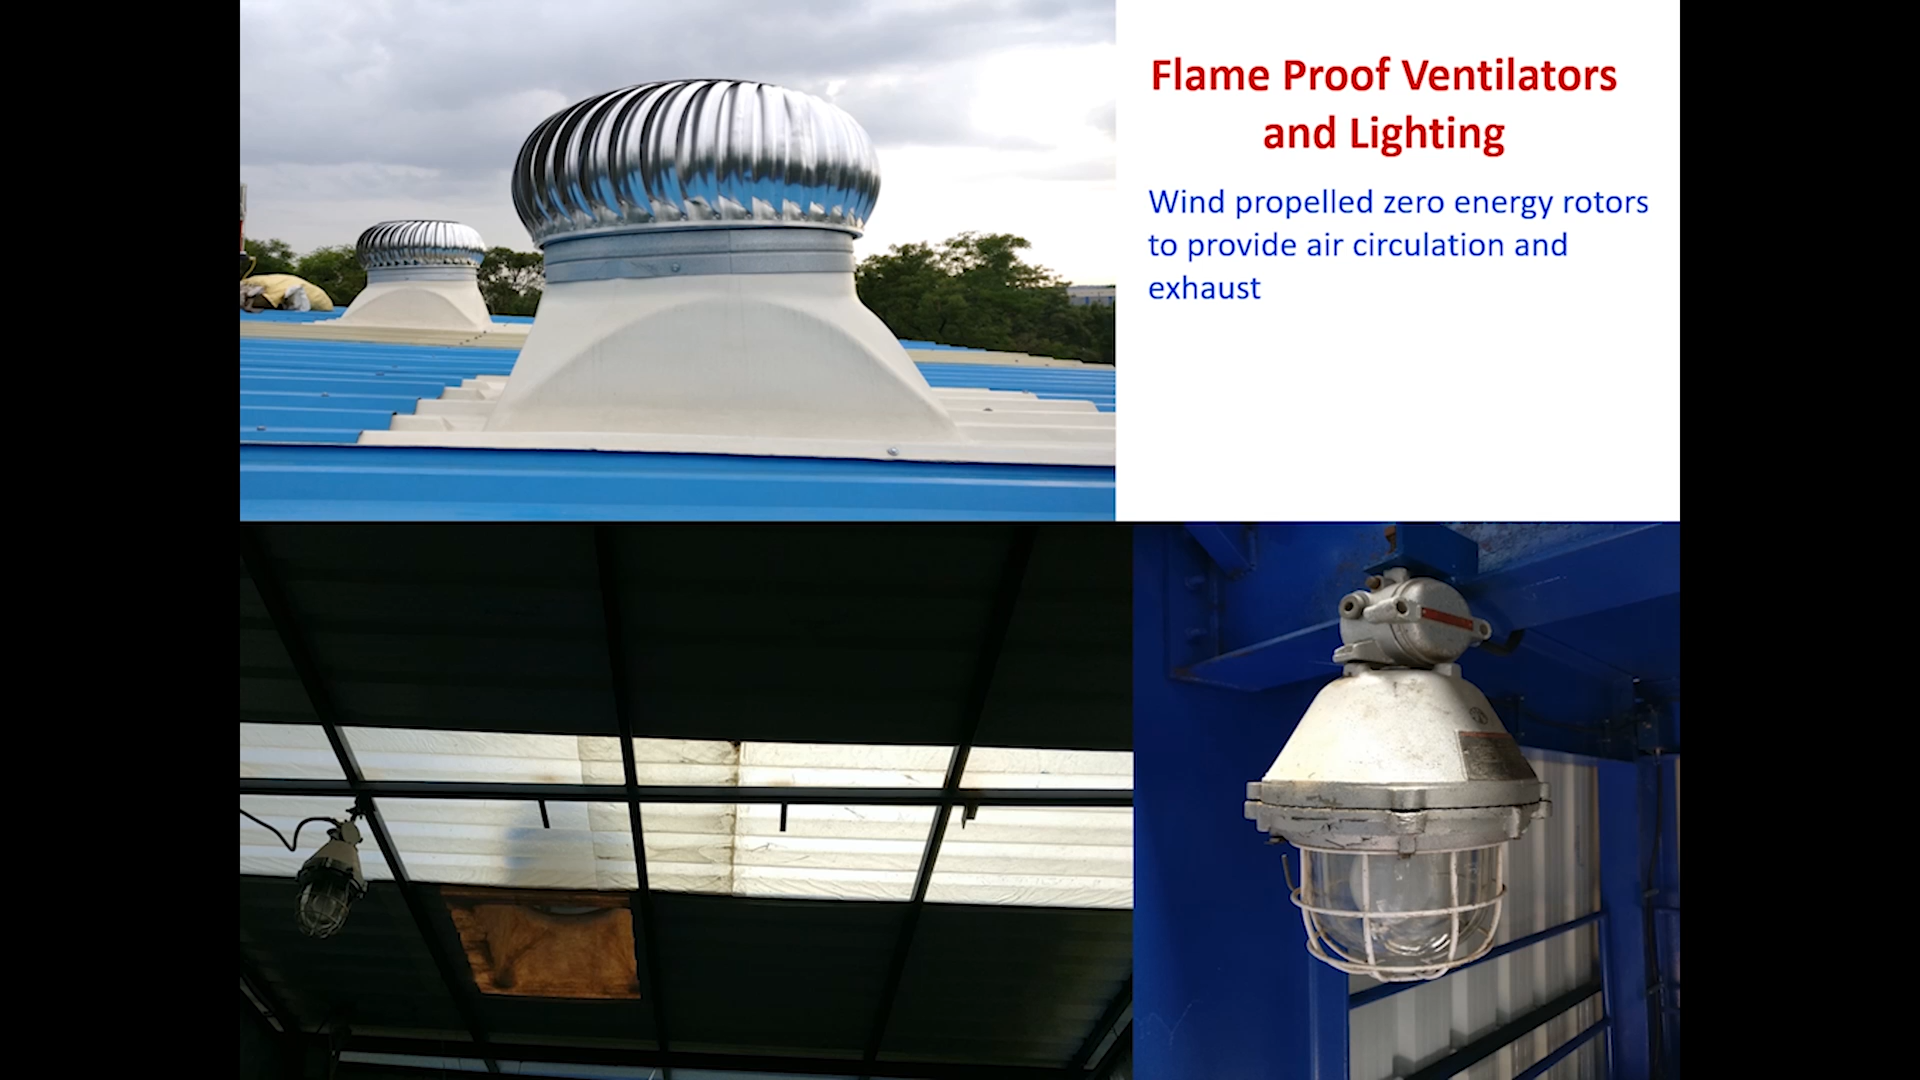 Flame Proof Ventilators
and Lighting
Wind propelled zero energy rotors
to provide air circulation and
exhaust